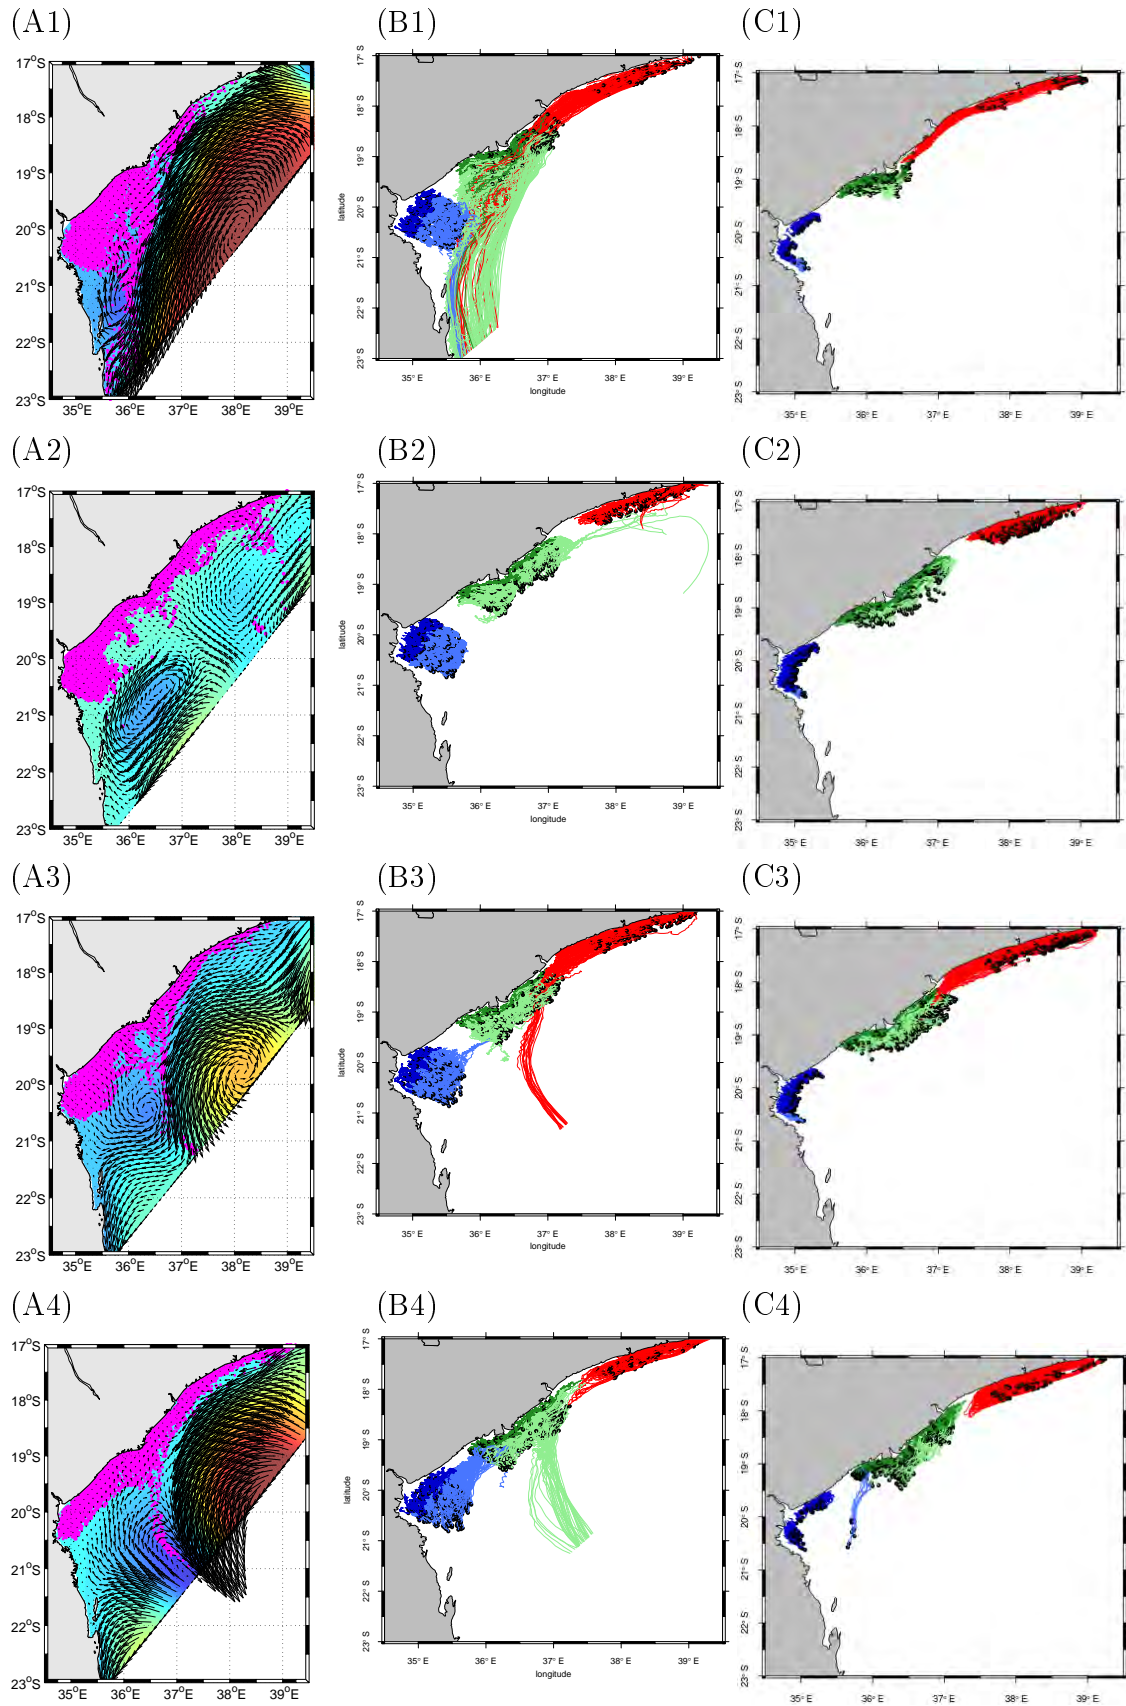 (A1)
(B1)
(C1)
17°S
18°S
19°S
20°S
21°S
22°S
23°S
35°E 36°E 37°E 38°E 39°E
17° S
18° S
19° S
20° S
21° S
22° S
23° S
latitude
35° E 36° E 37° E 38° E 39° E
longitude
17° S
18° S
19° S
20° S
21° S
22° S
23° S
35° E 36° E 37° E 38° E 39° E
(A2)
(B2)
(C2)
17°S
18°S
19°S
20°S
21°S
22°S
23°S
35°E 36°E 37°E 38°E 39°E
17° S
18° S
19° S
20° S
21° S
22° S
23° S
latitude
35° E 36° E 37° E 38° E 39° E
longitude
17° S
18° S
19° S
20° S
21° S
22° S
23° S
35° E 36° E 37° E 38° E 39° E
(A3)
(B3)
(C3)
17°S
18°S
19°S
20°S
21°S
22°S
23°S
35°E 36°E 37°E 38°E 39°E
17° S
18° S
19° S
20° S
21° S
22° S
23° S
latitude
35° E 36° E 37° E 38° E 39° E
longitude
17° S
18° S
19° S
20° S
21° S
22° S
23° S
35° E 36° E 37° E 38° E 39° E
(A4)
(B4)
(C4)
17°S
18°S
19°S
20°S
21°S
22°S
23°S
35°E 36°E 37°E 38°E 39°E
17° S
18° S
19° S
20° S
21° S
22° S
23° S
latitude
35° E 36° E 37° E 38° E 39° E
longitude
17° S
18° S
19° S
20° S
21° S
22° S
23° S
35° E 36° E 37° E 38° E 39° E